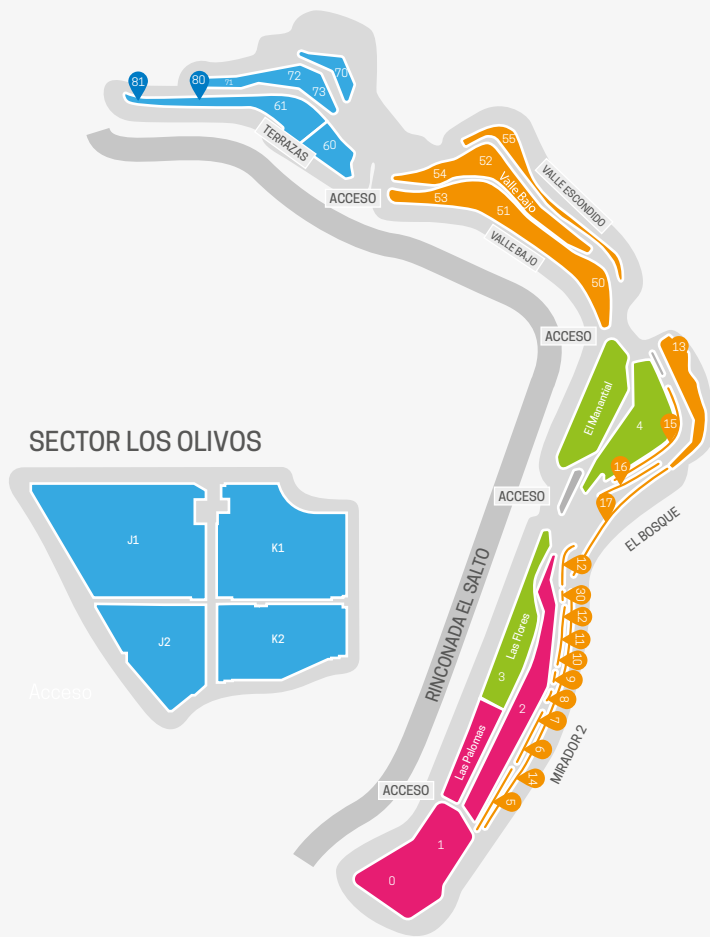 81
80
71
72
70
73
61
60
TERRAZAS
ACCESO
55
52
54
Valle Bajo
VALLE ESCONDIDO
53
51
VALLE BAJO
50
ACCESO
13
El Manantial
4
15
16
17
ACCESO
EL BOSQUE
SECTOR LOS OLIVOS
J1
K1
J2
K2
Acceso
RINCONADA EL SALTO
12
30
12
11
10
9
8
7
6
14
5
MIRADOR 2
Las Flores
3
2
Las Palomas
ACCESO
1
0